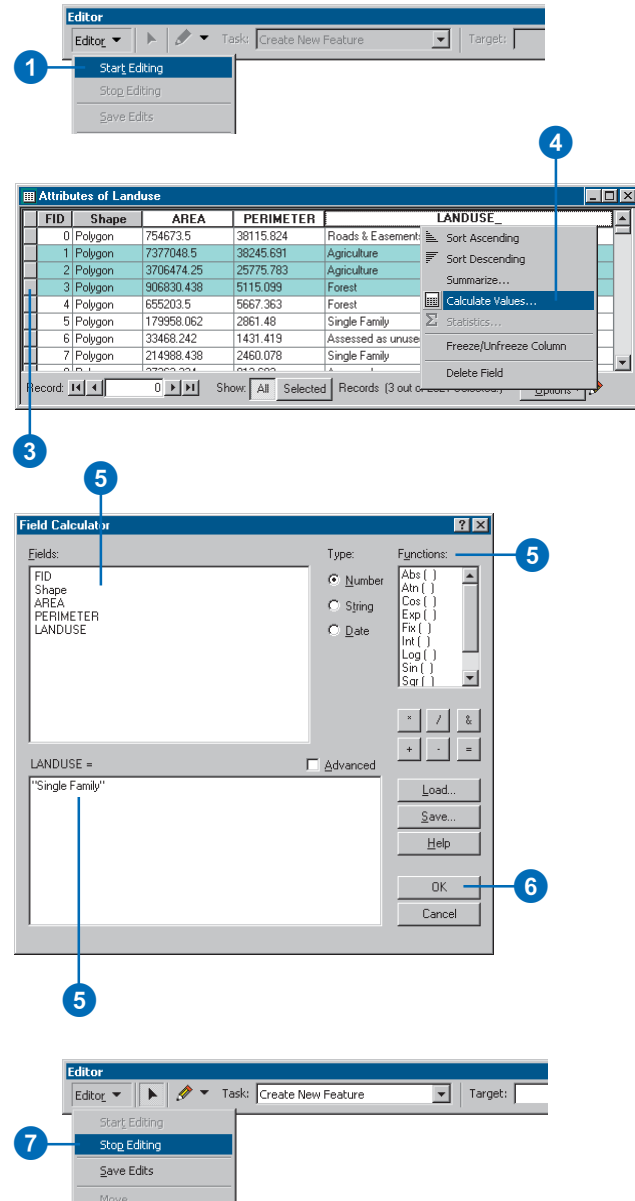 Editor
Editor Task: Create New Feature Target:
1
Start Editing
Stop Editing
Save Edits
4
Attributes of Landuse
FID Shape AREA PERIMETER LANDUSE_
0 Polygon 754673.5 38115.824 Roads & Easement
1 Polygon 7377048.5 38245.691 Agriculture
2 Polygon 3706474.25 25775.783 Agriculture
3 Polygon 906830.438 5115.099 Forest
4 Polygon 655203.5 5667.363 Forest
5 Polygon 179958.062 2861.48 Single Family
6 Polygon 33468.242 1431.419 Assessed as unuse
7 Polygon 214988.438 2460.078 Single Family
Sort Ascending
Sort Descending
Summarize...
Calculate Values...
Statistics...
Freeze/Unfreeze Column
Delete Field
Record: 0 Show: All Selected Records (3 out of Selected.) Options
3
5
Field Calculator
Fields:
FID
Shape
AREA
PERIMETER
LANDUSE
Type:
Number
String
Date
Functions:
5
Abs ( )
Atn ( )
Cos ( )
Exp ( )
Fix ( )
Int ( )
Log ( )
Sin ( )
Sqr ( )
* / &
+ - =
LANDUSE =
Advanced
"Single Family"
Load...
Save...
Help
OK
6
Cancel
5
Editor
Editor Task: Create New Feature Target:
Start Editing
7
Stop Editing
Save Edits
Move...